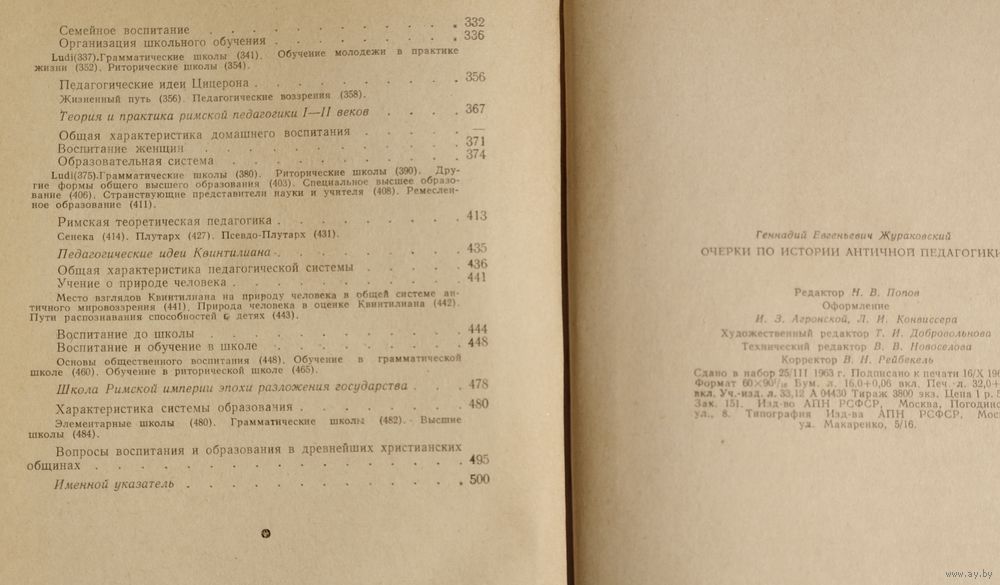 Семейное воспитание . . . . . . . . . . 332
Организация школьного обучения . . . . . . . . 336
Ludi(337).Грамматические школы (341). Обучение молодежи в практике
жизни (352). Риторические школы (354).
Педагогические идеи Цицерона . . . . . . . . . 356
Жизненный путь (356). Педагогические воззрения (358).
Теория и практика римской педагогики I—II веков . . . . 367
Общая характеристика домашнего воспитания . . . . . —
Воспитание женщин . . . . . . . . . . 371
Образовательная система . . . . . . . . . 374
Ludi(375).Грамматические школы (380). Риторические школы (390). Дру-
гие формы общего высшего образования (403). Специальное высшее образо-
вание (406). Странствующие представители науки и учителя (408). Ремеслен-
ное образование (411).
Римская теоретическая педагогика . . . . . . . . 413
Сенека (414). Плутарх (427). Псевдо-Плутарх (431).
Педагогические идеи Квинтилиана . . . . . . . . 435
Общая характеристика педагогической системы . . . . . 436
Учение о природе человека . . . . . . . . . 441
Место взглядов Квинтилиана на природу человека в общей системе ан-
тичного мировоззрения (441). Природа человека в оценке Квинтилиана (442).
Пути распознавания способностей с детях (443).
Воспитание до школы . . . . . . . . . . 444
Воспитание и обучение в школе . . . . . . . . 448
Основы общественного воспитания (448). Обучение в грамматической
школе (460). Обучение в риторической школе (465).
Школа Римской империи эпохи разложения государства . . . 478
Характеристика системы образования . . . . . . . 480
Элементарные школы (480). Грамматические школы (482). Высшие
школы (484).
Вопросы воспитания и образования в древнейших христианских
общинах . . . . . . . . . . . . . 495
Именной указатель . . . . . . . . . . 500
Геннадий Евгеньевич Жураковский
ОЧЕРКИ ПО ИСТОРИИ АНТИЧНОЙ ПЕДАГОГИКИ
Редактор Н. В. Попов
Оформление
И. З. Агронской, Л. И. Конвиссера
Художественный редактор Т. И. Добровольнова
Технический редактор В. В. Новоселова
Корректор В. Н. Рейбекель
Сдано в набор 25/III 1963 г. Подписано к печати 16/X 196
Формат 60×90¹/₁₆ Бум. л. 16,0+0,06 вкл. Печ. л. 32,0+
вкл. Уч.-изд. л. 33,12 А 04430 Тираж 3800 экз. Цена 1 р. 5
Зак. 151. Изд-во АПН РСФСР, Москва, Погодинс
ул., 8. Типография Изд-ва АПН РСФСР, Мос
ул. Макаренко, 5/16.
www.ay.by